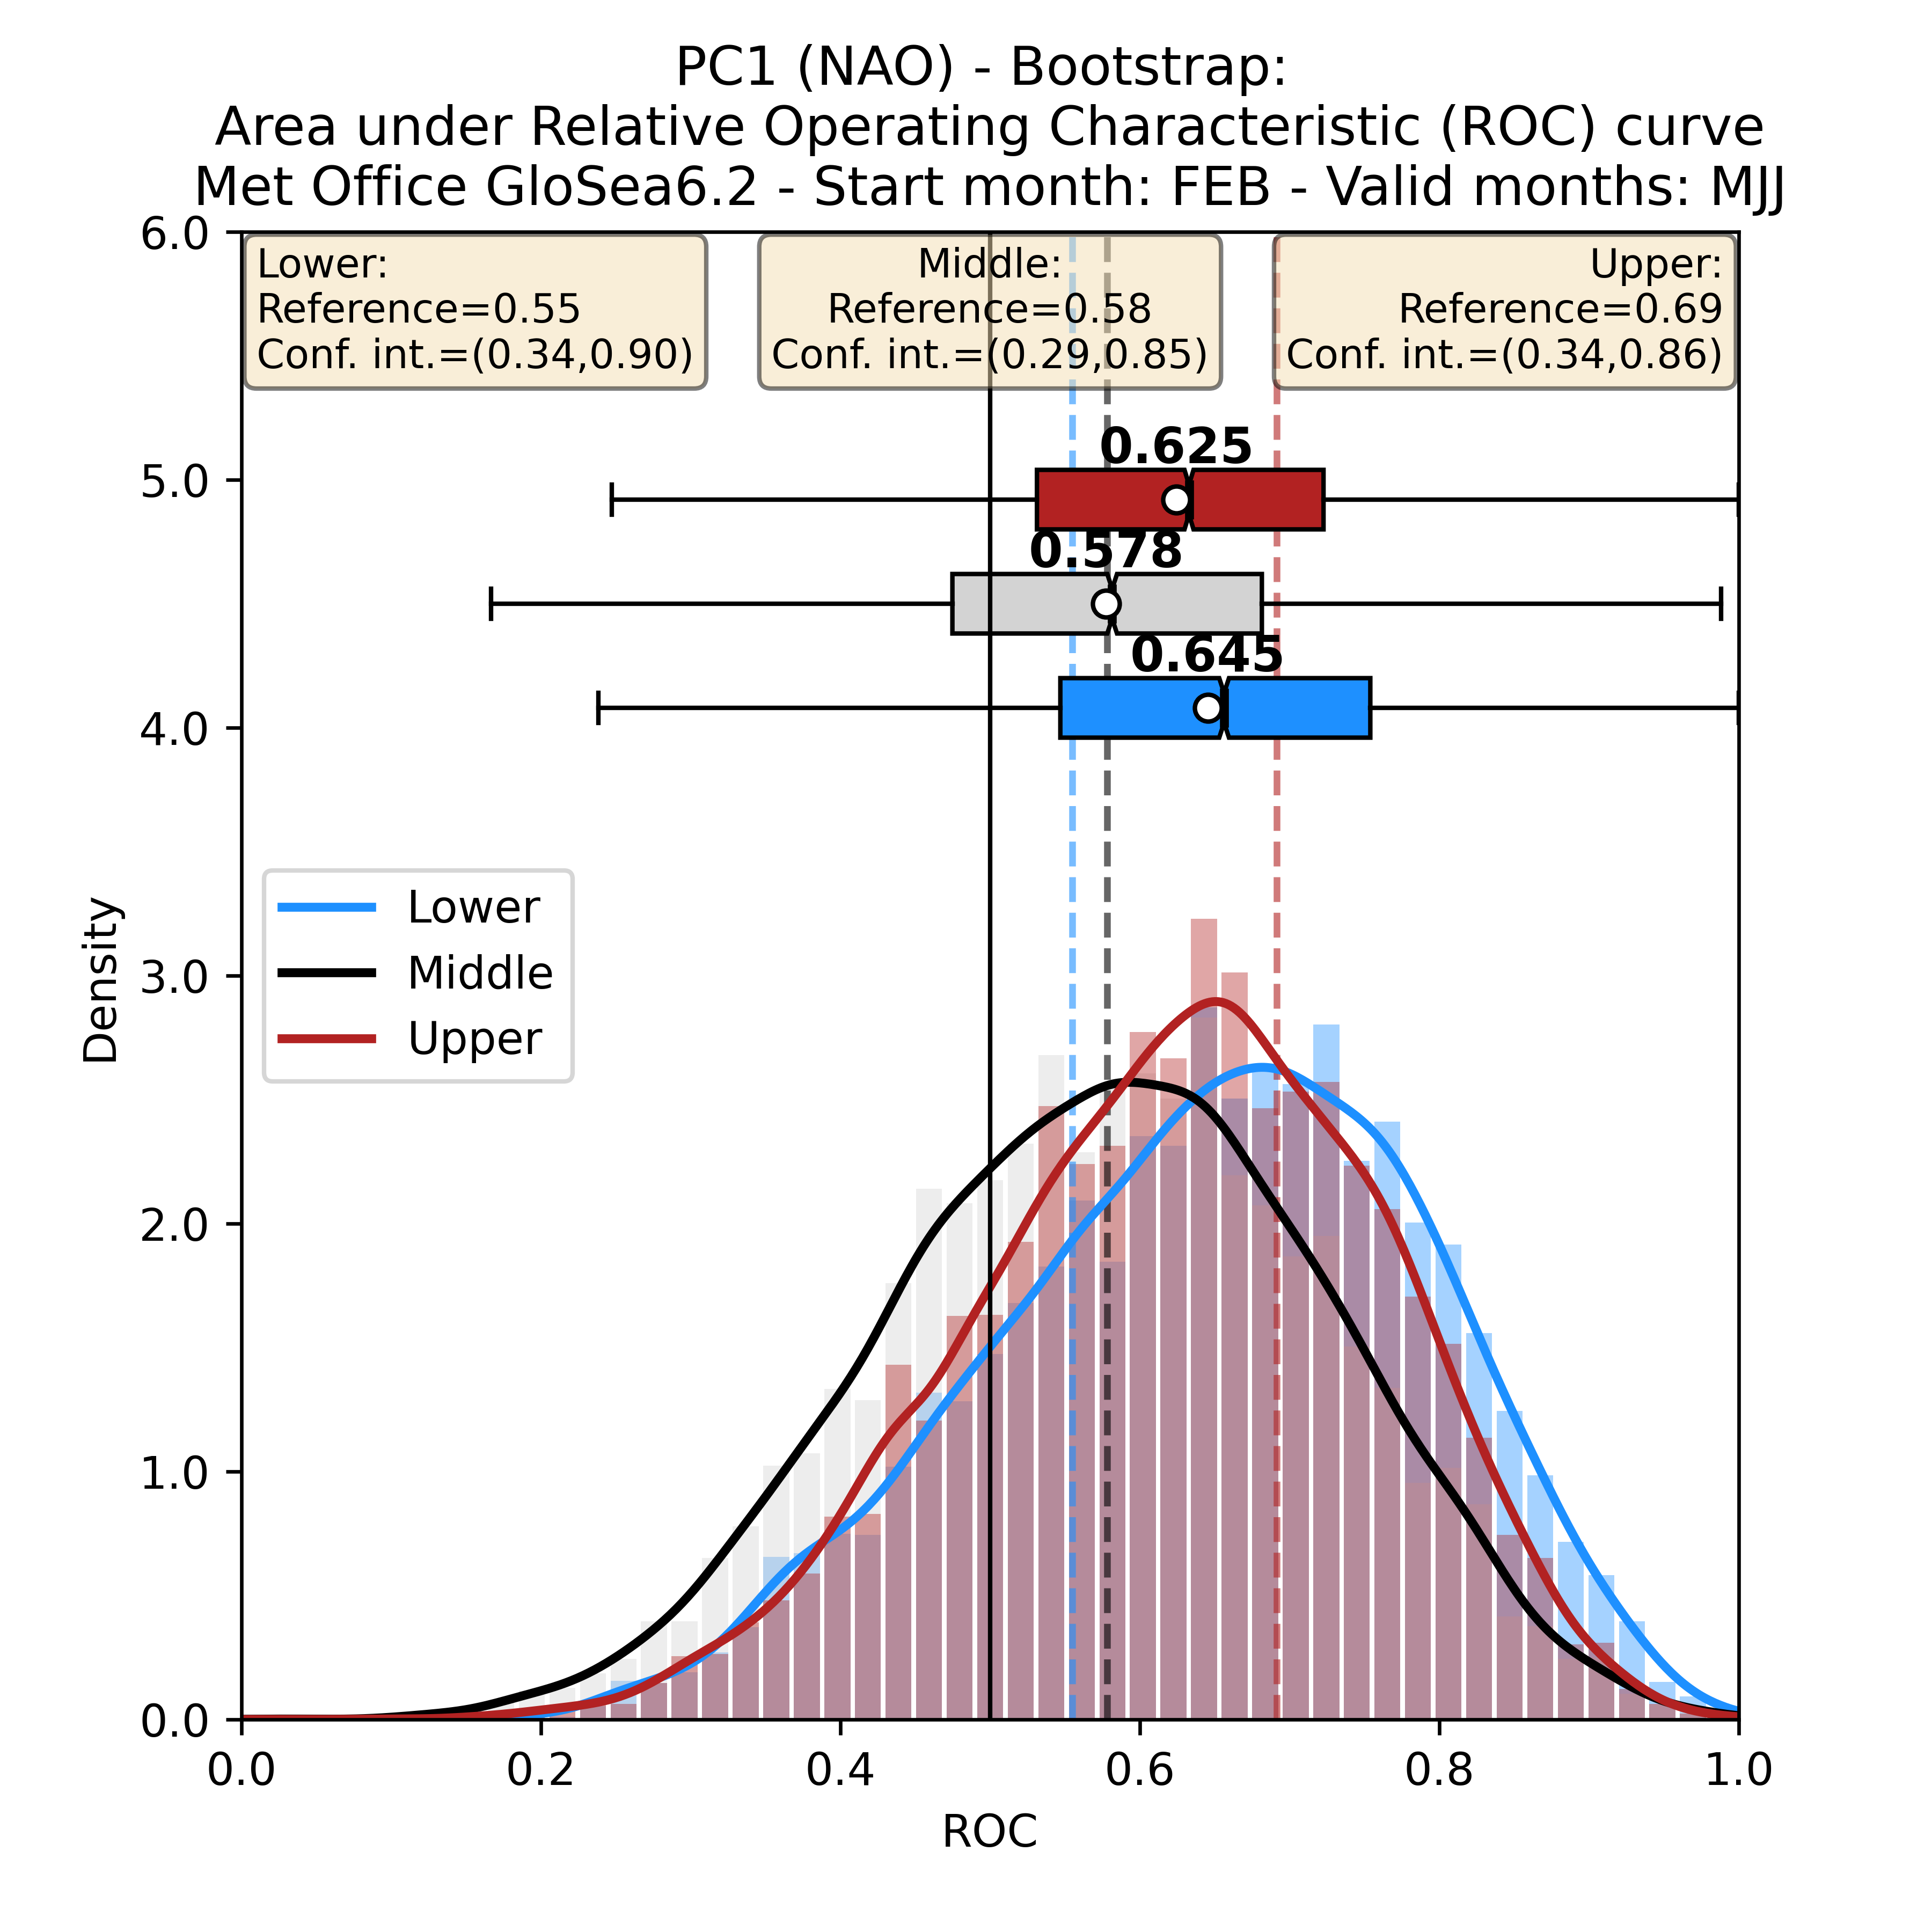 PC1 (NAO) - Bootstrap:
Area under Relative Operating Characteristic (ROC) curve
Met Office GloSea6.2 - Start month: FEB - Valid months: MJJ
Lower:
Reference=0.55
Conf. int.=(0.34,0.90)
Middle:
Reference=0.58
Conf. int.=(0.29,0.85)
Upper:
Reference=0.69
Conf. int.=(0.34,0.86)
0.625
0.578
0.645
Lower
Middle
Upper
Density
6.0
5.0
4.0
3.0
2.0
1.0
0.0
0.0 0.2 0.4 0.6 0.8 1.0
ROC